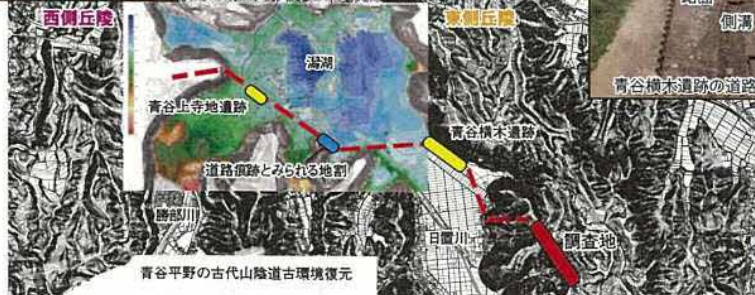 西側丘陵
東側丘陵
潟湖
側溝
青谷横木遺跡の道路
青谷上寺地遺跡
青谷横木遺跡
道路痕跡とみられる地割
勝部川
日置川
調査地
青谷平野の古代山陰道古環境復元